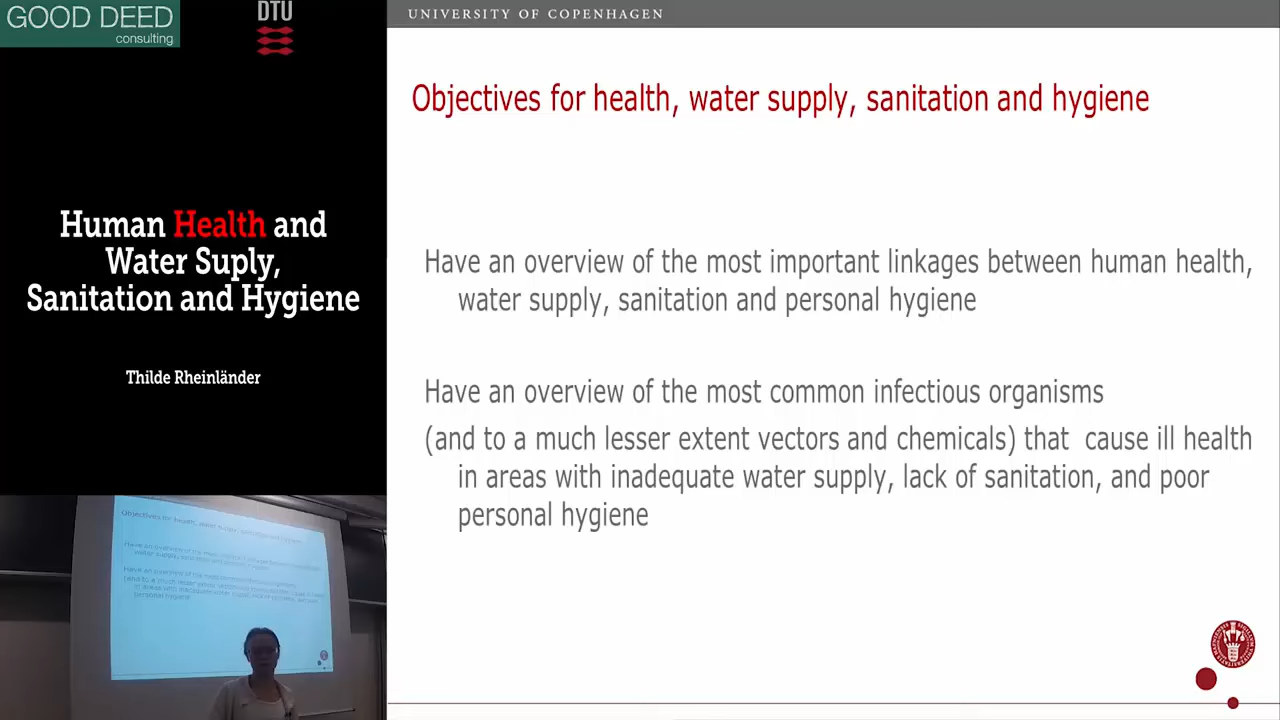 GOOD DEED
consulting
DTU
Human Health and
Water Suply,
Sanitation and Hygiene
Thilde Rheinländer
UNIVERSITY OF COPENHAGEN
Objectives for health, water supply, sanitation and hygiene
Have an overview of the most important linkages between human health,
water supply, sanitation and personal hygiene
Have an overview of the most common infectious organisms
(and to a much lesser extent vectors and chemicals) that cause ill health
in areas with inadequate water supply, lack of sanitation, and poor
personal hygiene